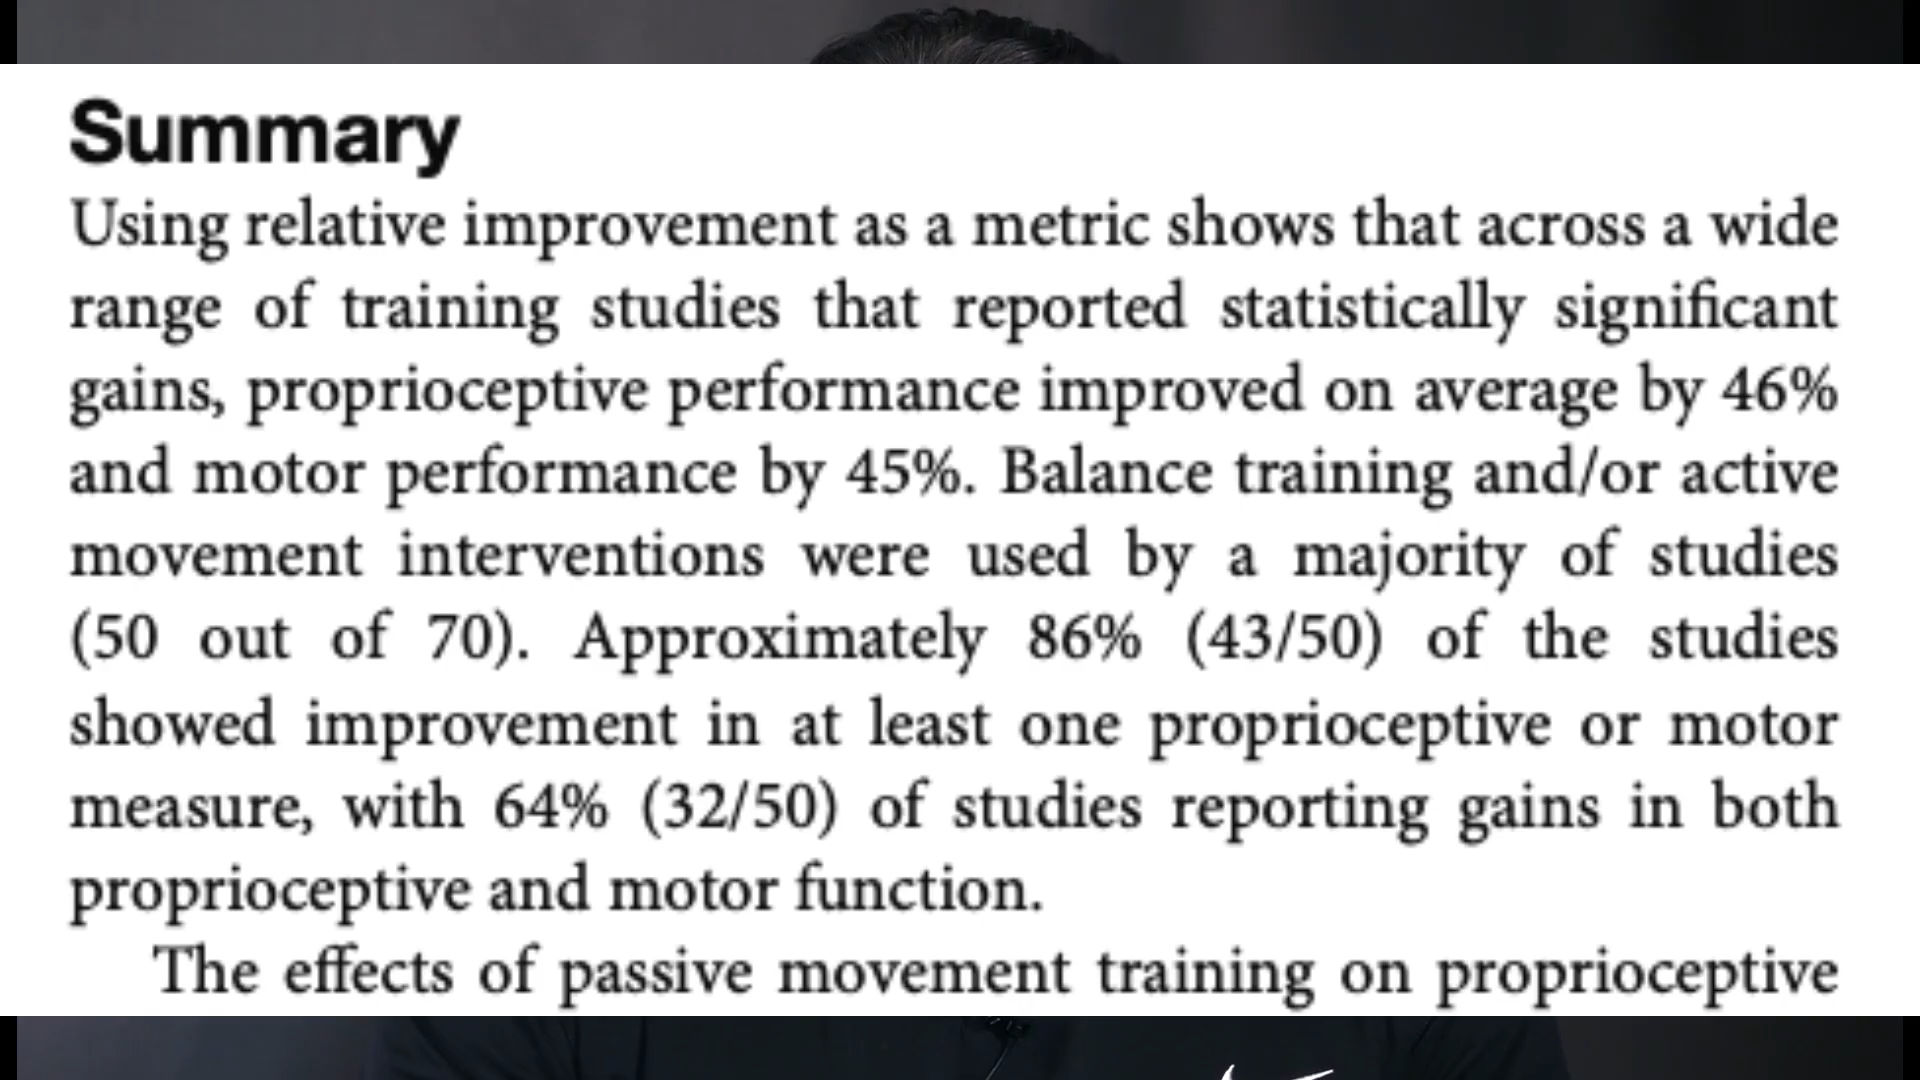 Summary
Using relative improvement as a metric shows that across a wide
range of training studies that reported statistically significant
gains, proprioceptive performance improved on average by 46%
and motor performance by 45%. Balance training and/or active
movement interventions were used by a majority of studies
(50 out of 70). Approximately 86% (43/50) of the studies
showed improvement in at least one proprioceptive or motor
measure, with 64% (32/50) of studies reporting gains in both
proprioceptive and motor function.
The effects of passive movement training on proprioceptive